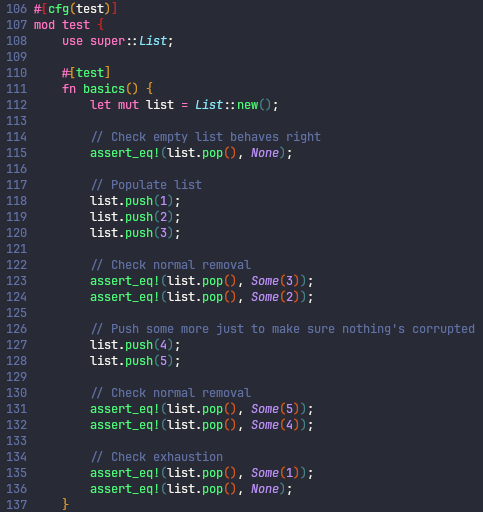 106 #[cfg(test)]
107 mod test {
108     use super::List;
109
110     #[test]
111     fn basics() {
112         let mut list = List::new();
113
114         // Check empty list behaves right
115         assert_eq!(list.pop(), None);
116
117         // Populate list
118         list.push(1);
119         list.push(2);
120         list.push(3);
121
122         // Check normal removal
123         assert_eq!(list.pop(), Some(3));
124         assert_eq!(list.pop(), Some(2));
125
126         // Push some more just to make sure nothing's corrupted
127         list.push(4);
128         list.push(5);
129
130         // Check normal removal
131         assert_eq!(list.pop(), Some(5));
132         assert_eq!(list.pop(), Some(4));
133
134         // Check exhaustion
135         assert_eq!(list.pop(), Some(1));
136         assert_eq!(list.pop(), None);
137     }